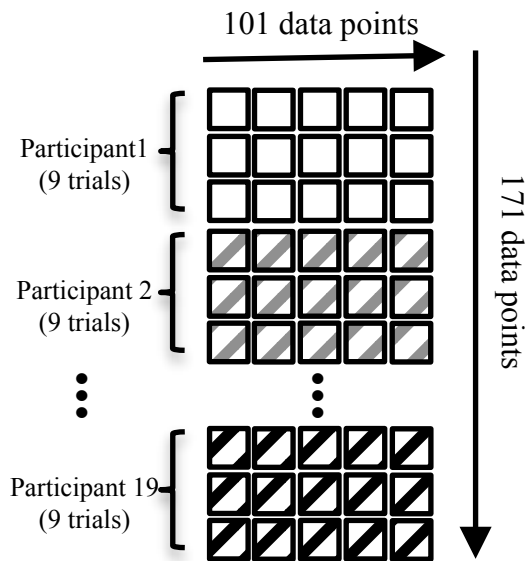 101 data points
Participant1
(9 trials)
Participant 2
(9 trials)
Participant 19
(9 trials)
171 data points